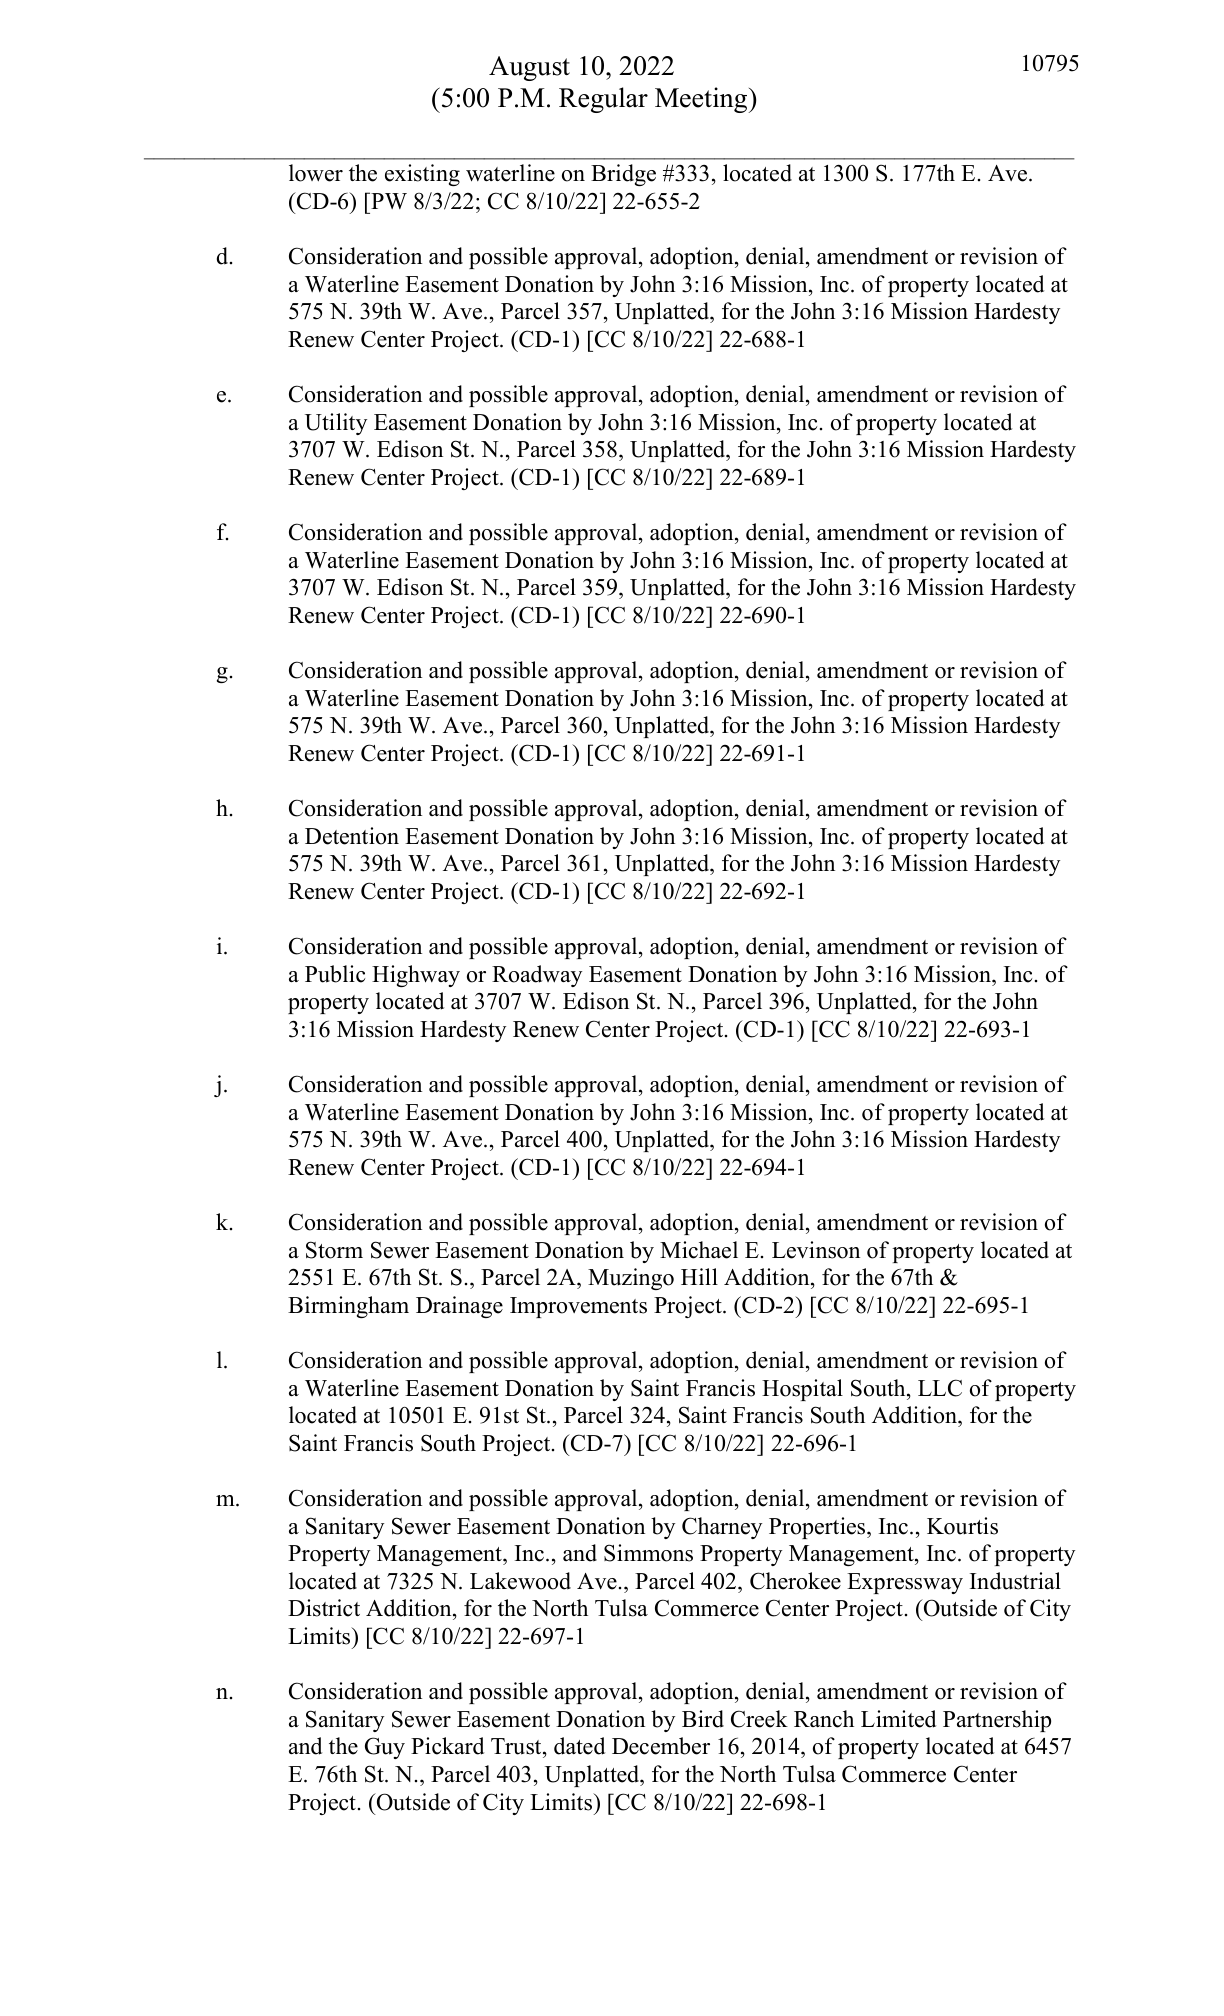 August 10, 2022
10795
(5:00 P.M. Regular Meeting)
lower the existing waterline on Bridge #333, located at 1300 S. 177th E. Ave.
(CD-6) [PW 8/3/22; CC 8/10/22] 22-655-2
d. Consideration and possible approval, adoption, denial, amendment or revision of
a Waterline Easement Donation by John 3:16 Mission, Inc. of property located at
575 N. 39th W. Ave., Parcel 357, Unplatted, for the John 3:16 Mission Hardesty
Renew Center Project. (CD-1) [CC 8/10/22] 22-688-1
e. Consideration and possible approval, adoption, denial, amendment or revision of
a Utility Easement Donation by John 3:16 Mission, Inc. of property located at
3707 W. Edison St. N., Parcel 358, Unplatted, for the John 3:16 Mission Hardesty
Renew Center Project. (CD-1) [CC 8/10/22] 22-689-1
f. Consideration and possible approval, adoption, denial, amendment or revision of
a Waterline Easement Donation by John 3:16 Mission, Inc. of property located at
3707 W. Edison St. N., Parcel 359, Unplatted, for the John 3:16 Mission Hardesty
Renew Center Project. (CD-1) [CC 8/10/22] 22-690-1
g. Consideration and possible approval, adoption, denial, amendment or revision of
a Waterline Easement Donation by John 3:16 Mission, Inc. of property located at
575 N. 39th W. Ave., Parcel 360, Unplatted, for the John 3:16 Mission Hardesty
Renew Center Project. (CD-1) [CC 8/10/22] 22-691-1
h. Consideration and possible approval, adoption, denial, amendment or revision of
a Detention Easement Donation by John 3:16 Mission, Inc. of property located at
575 N. 39th W. Ave., Parcel 361, Unplatted, for the John 3:16 Mission Hardesty
Renew Center Project. (CD-1) [CC 8/10/22] 22-692-1
i. Consideration and possible approval, adoption, denial, amendment or revision of
a Public Highway or Roadway Easement Donation by John 3:16 Mission, Inc. of
property located at 3707 W. Edison St. N., Parcel 396, Unplatted, for the John
3:16 Mission Hardesty Renew Center Project. (CD-1) [CC 8/10/22] 22-693-1
j. Consideration and possible approval, adoption, denial, amendment or revision of
a Waterline Easement Donation by John 3:16 Mission, Inc. of property located at
575 N. 39th W. Ave., Parcel 400, Unplatted, for the John 3:16 Mission Hardesty
Renew Center Project. (CD-1) [CC 8/10/22] 22-694-1
k. Consideration and possible approval, adoption, denial, amendment or revision of
a Storm Sewer Easement Donation by Michael E. Levinson of property located at
2551 E. 67th St. S., Parcel 2A, Muzingo Hill Addition, for the 67th &
Birmingham Drainage Improvements Project. (CD-2) [CC 8/10/22] 22-695-1
l. Consideration and possible approval, adoption, denial, amendment or revision of
a Waterline Easement Donation by Saint Francis Hospital South, LLC of property
located at 10501 E. 91st St., Parcel 324, Saint Francis South Addition, for the
Saint Francis South Project. (CD-7) [CC 8/10/22] 22-696-1
m. Consideration and possible approval, adoption, denial, amendment or revision of
a Sanitary Sewer Easement Donation by Charney Properties, Inc., Kourtis
Property Management, Inc., and Simmons Property Management, Inc. of property
located at 7325 N. Lakewood Ave., Parcel 402, Cherokee Expressway Industrial
District Addition, for the North Tulsa Commerce Center Project. (Outside of City
Limits) [CC 8/10/22] 22-697-1
n. Consideration and possible approval, adoption, denial, amendment or revision of
a Sanitary Sewer Easement Donation by Bird Creek Ranch Limited Partnership
and the Guy Pickard Trust, dated December 16, 2014, of property located at 6457
E. 76th St. N., Parcel 403, Unplatted, for the North Tulsa Commerce Center
Project. (Outside of City Limits) [CC 8/10/22] 22-698-1